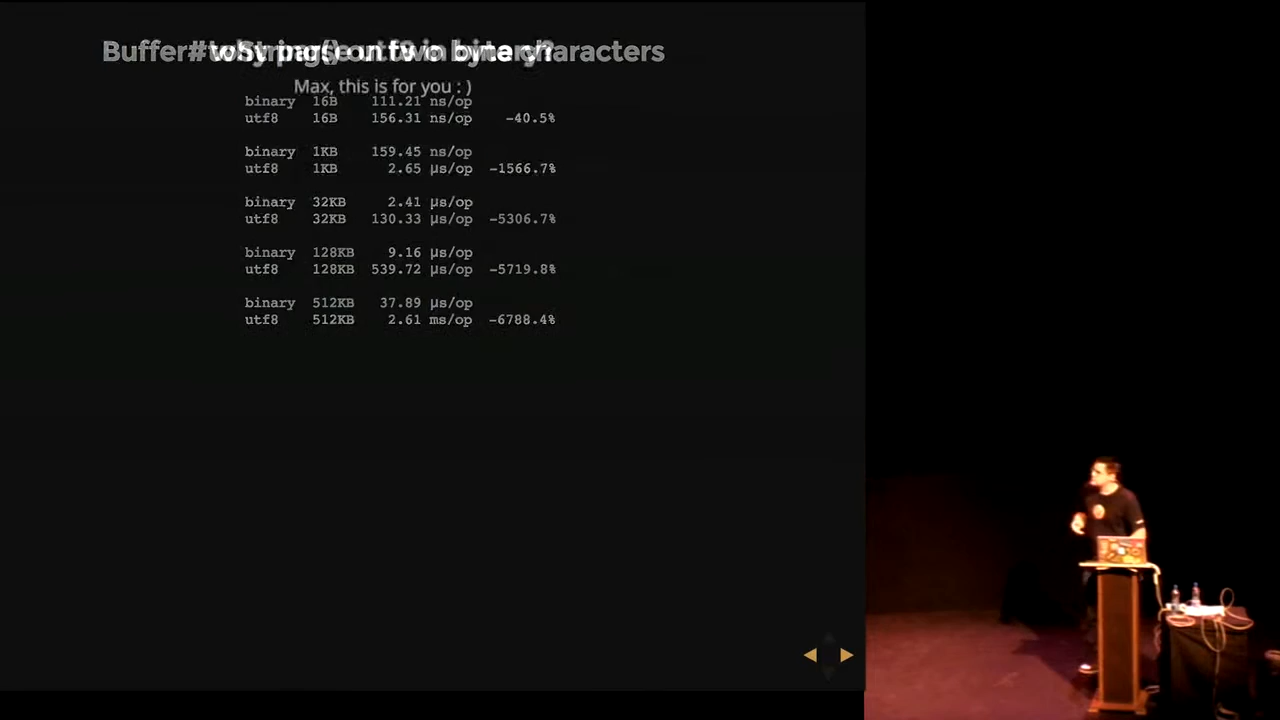 Max, this is for you : )
binary 16B 111.21 ns/op
utf8 16B 156.31 ns/op -40.5%
binary 1KB 159.45 ns/op
utf8 1KB 2.65 µs/op -1566.7%
binary 32KB 2.41 µs/op
utf8 32KB 130.33 µs/op -5306.7%
binary 128KB 9.16 µs/op
utf8 128KB 539.72 µs/op -5719.8%
binary 512KB 37.89 µs/op
utf8 512KB 2.61 ms/op -6788.4%